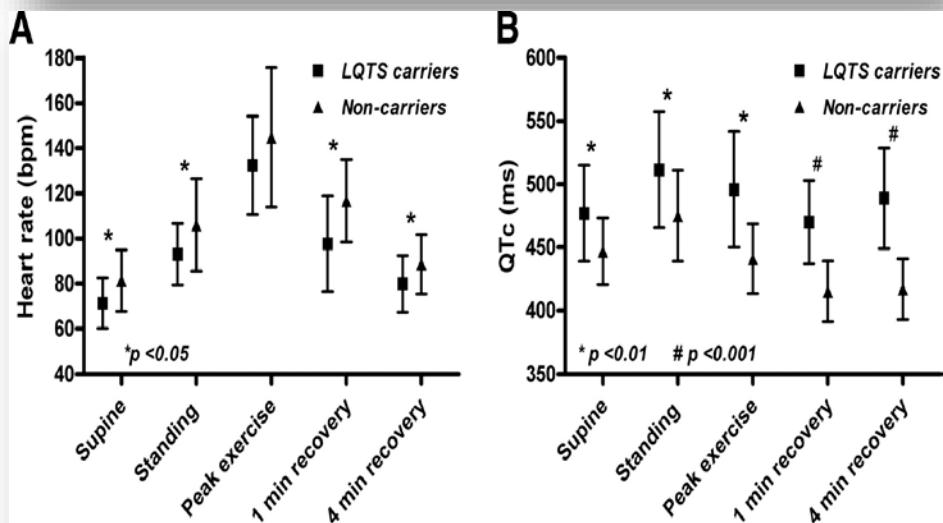 A
Heart rate (bpm)
180
160
140
120
100
80
60
40
LQTS carriers
Non-carriers
*
*
*
*
*p <0.05
Supine
Standing
Peak exercise
1 min recovery
4 min recovery
B
QTc (ms)
600
550
500
450
400
350
LQTS carriers
Non-carriers
*
*
*
#
#
* p <0.01 # p <0.001
Supine
Standing
Peak exercise
1 min recovery
4 min recovery